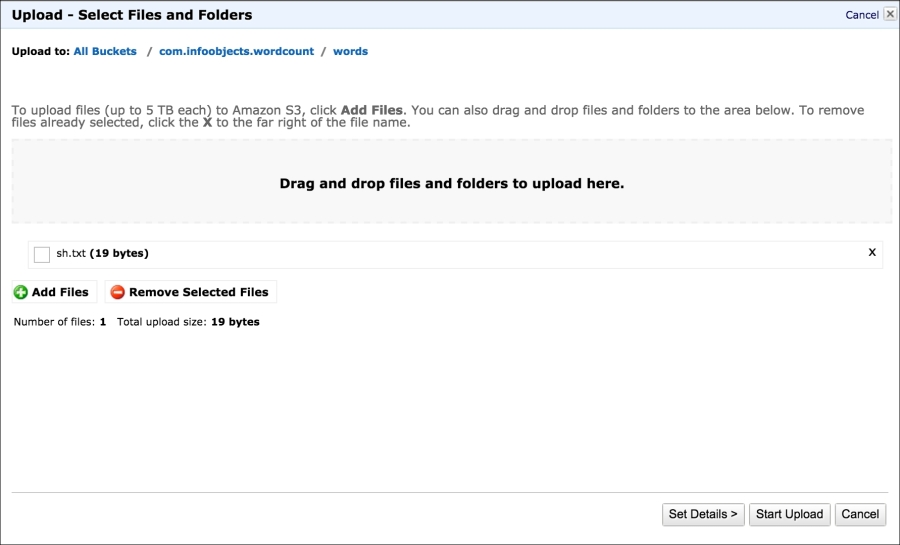 Upload - Select Files and Folders Cancel X
Upload to: All Buckets / com.infoobjects.wordcount / words
To upload files (up to 5 TB each) to Amazon S3, click Add Files. You can also drag and drop files and folders to the area below. To remove
files already selected, click the X to the far right of the file name.
Drag and drop files and folders to upload here.
sh.txt (19 bytes) X
Add Files Remove Selected Files
Number of files: 1 Total upload size: 19 bytes
Set Details > Start Upload Cancel